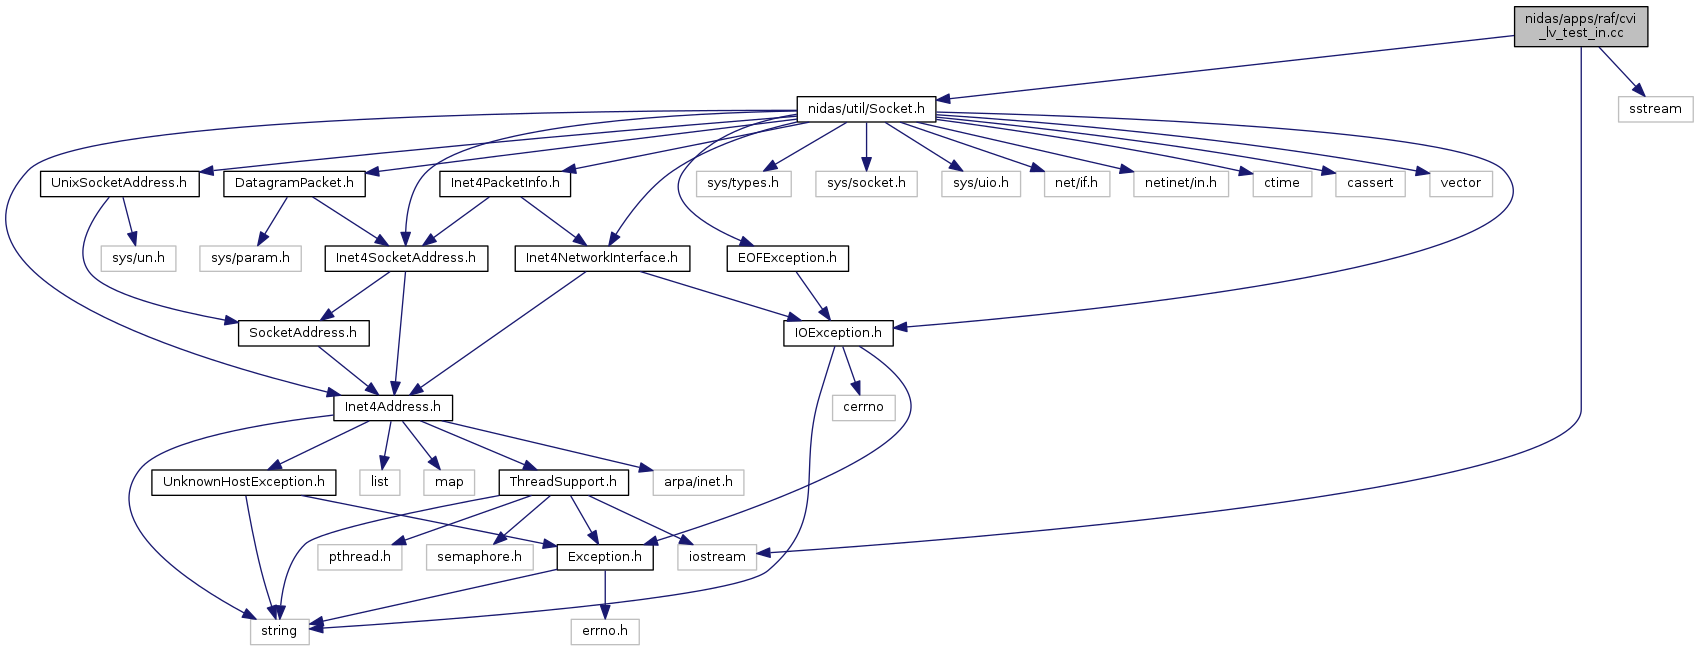 nidas/apps/raf/cvi
_lv_test_in.cc
nidas/util/Socket.h
sstream
UnixSocketAddress.h
DatagramPacket.h
Inet4PacketInfo.h
sys/types.h
sys/socket.h
sys/uio.h
net/if.h
netinet/in.h
ctime
cassert
vector
sys/un.h
sys/param.h
Inet4SocketAddress.h
Inet4NetworkInterface.h
EOFException.h
SocketAddress.h
IOException.h
Inet4Address.h
cerrno
UnknownHostException.h
list
map
ThreadSupport.h
arpa/inet.h
pthread.h
semaphore.h
Exception.h
iostream
string
errno.h